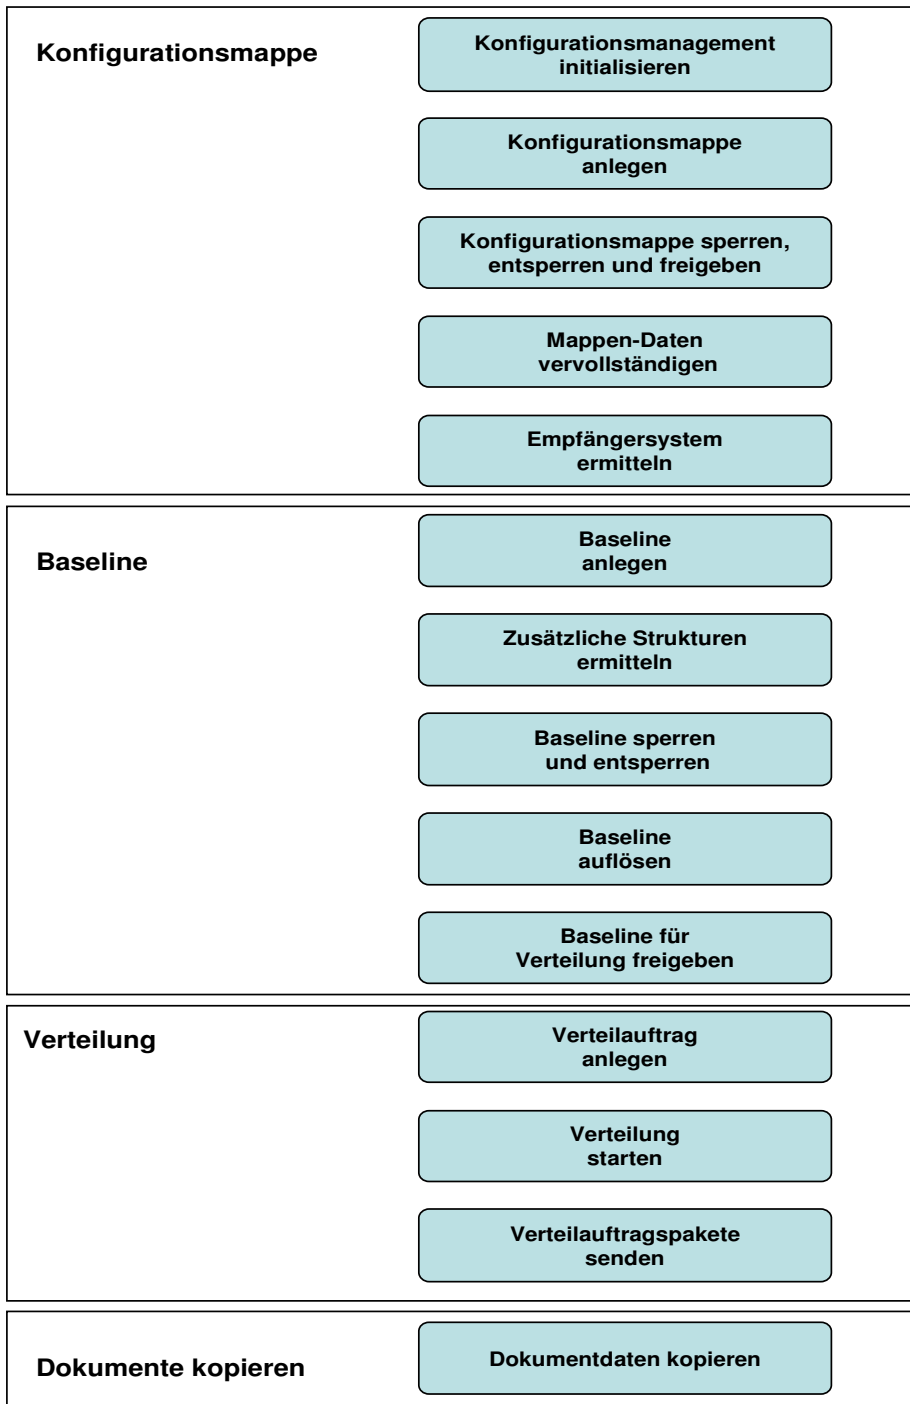 Konfigurationsmappe
Konfigurationsmanagement
initialisieren
Konfigurationsmappe
anlegen
Konfigurationsmappe sperren,
entsperren und freigeben
Mappen-Daten
vervollständigen
Empfängersystem
ermitteln
Baseline
Baseline
anlegen
Zusätzliche Strukturen
ermitteln
Baseline sperren
und entsperren
Baseline
auflösen
Baseline für
Verteilung freigeben
Verteilung
Verteilauftrag
anlegen
Verteilung
starten
Verteilauftragspakete
senden
Dokumente kopieren
Dokumentdaten kopieren